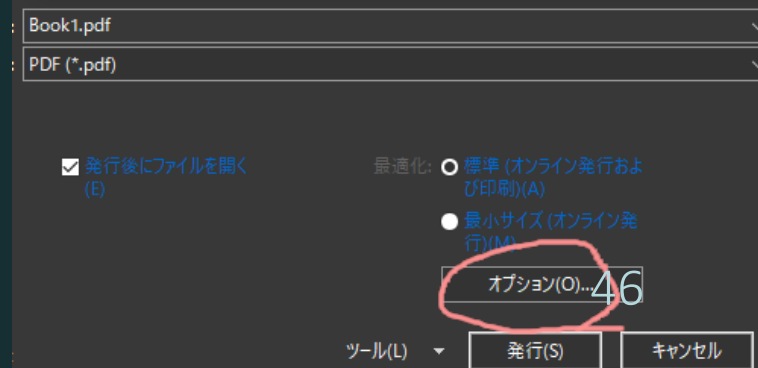 Book1.pdf
PDF (*.pdf)
発行後にファイルを開く
(E)
最適化:
標準 (オンライン発行およ
び印刷)(A)
最小サイズ (オンライン発
行)(M)
オプション(O)...
46
ツール(L)
発行(S)
キャンセル